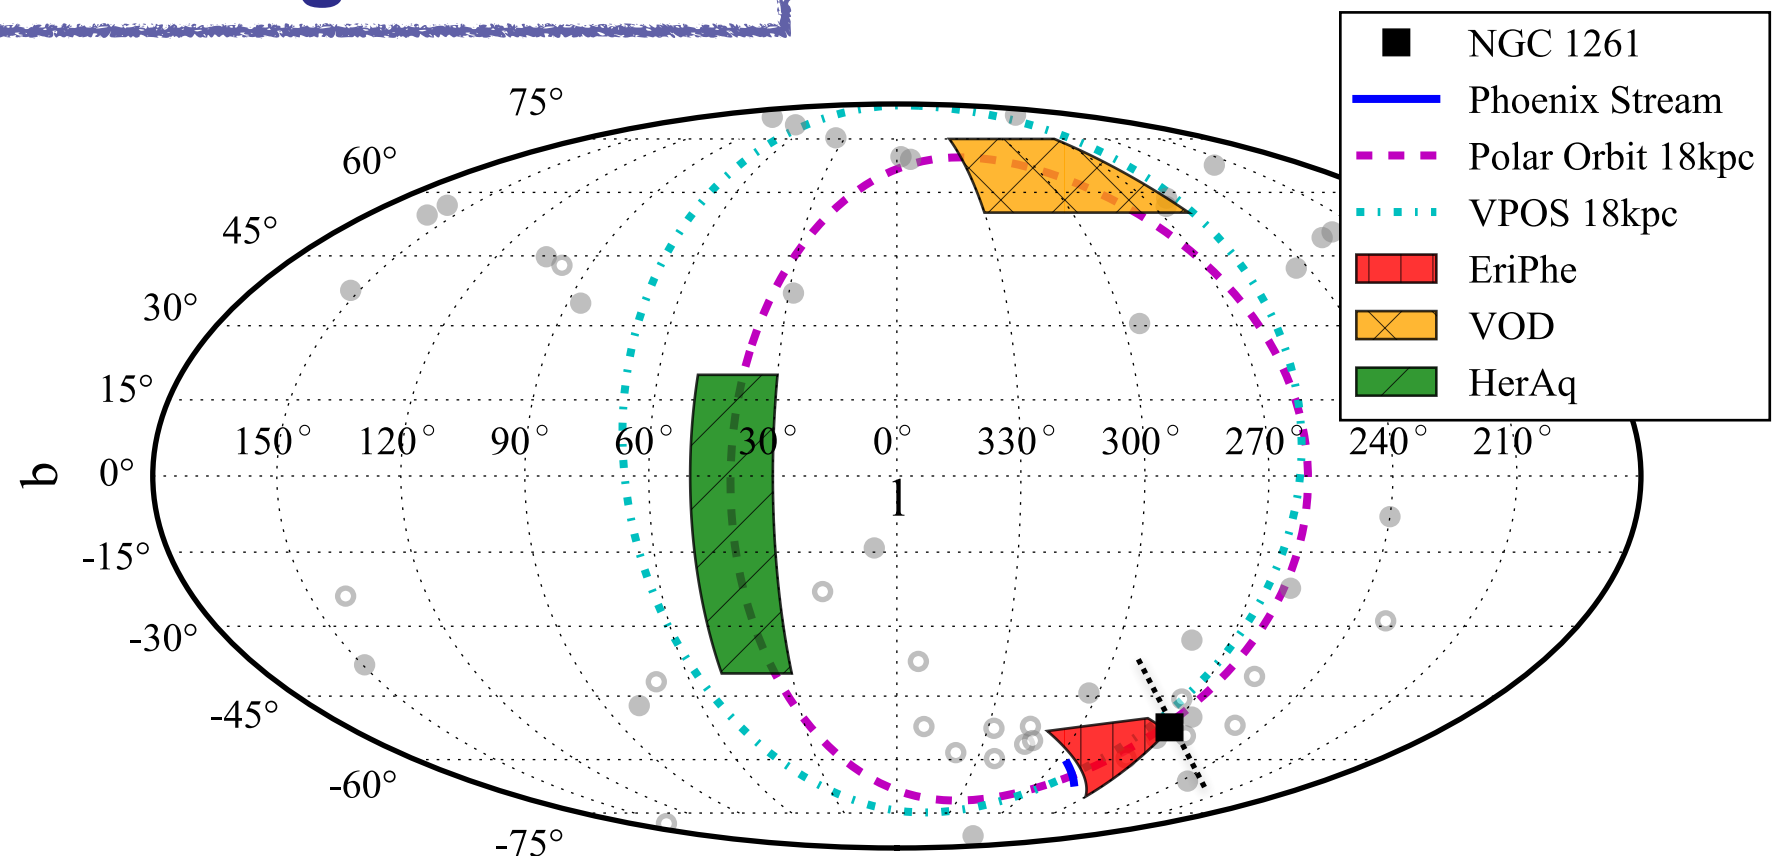 NGC 1261
Phoenix Stream
Polar Orbit 18kpc
VPOS 18kpc
EriPhe
VOD
HerAq
75°
60°
45°
30°
15°
150° 120° 90° 60° 30° 0° 330° 300° 270° 240° 210°
b
0°
l
-15°
-30°
-45°
-60°
-75°